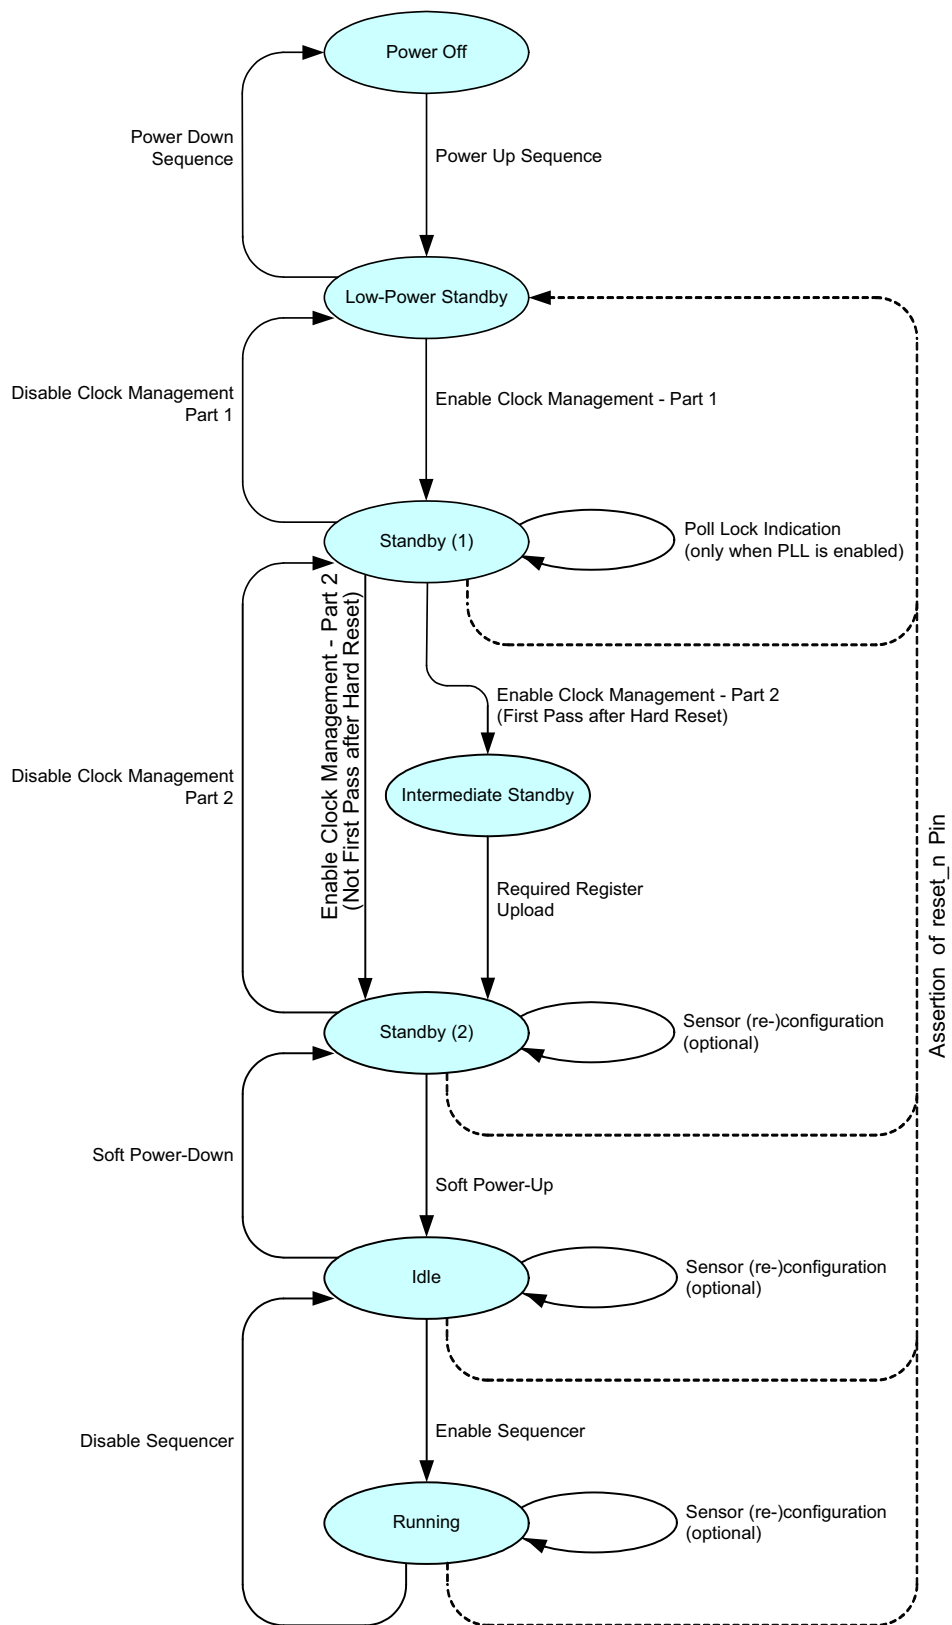 Power Off
Power Down
Sequence
Power Up Sequence
Low-Power Standby
Disable Clock Management
Part 1
Enable Clock Management - Part 1
Standby (1)
Poll Lock Indication
(only when PLL is enabled)
Enable Clock Management - Part 2
(Not First Pass after Hard Reset)
Enable Clock Management - Part 2
(First Pass after Hard Reset)
Disable Clock Management
Part 2
Intermediate Standby
Required Register
Upload
Assertion of reset_n Pin
Standby (2)
Sensor (re-)configuration
(optional)
Soft Power-Down
Soft Power-Up
Idle
Sensor (re-)configuration
(optional)
Disable Sequencer
Enable Sequencer
Running
Sensor (re-)configuration
(optional)